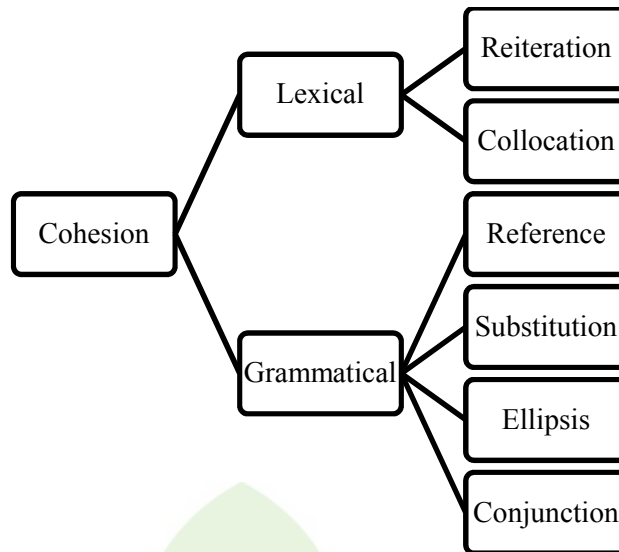 Cohesion
Lexical
Reiteration
Collocation
Grammatical
Reference
Substitution
Ellipsis
Conjunction